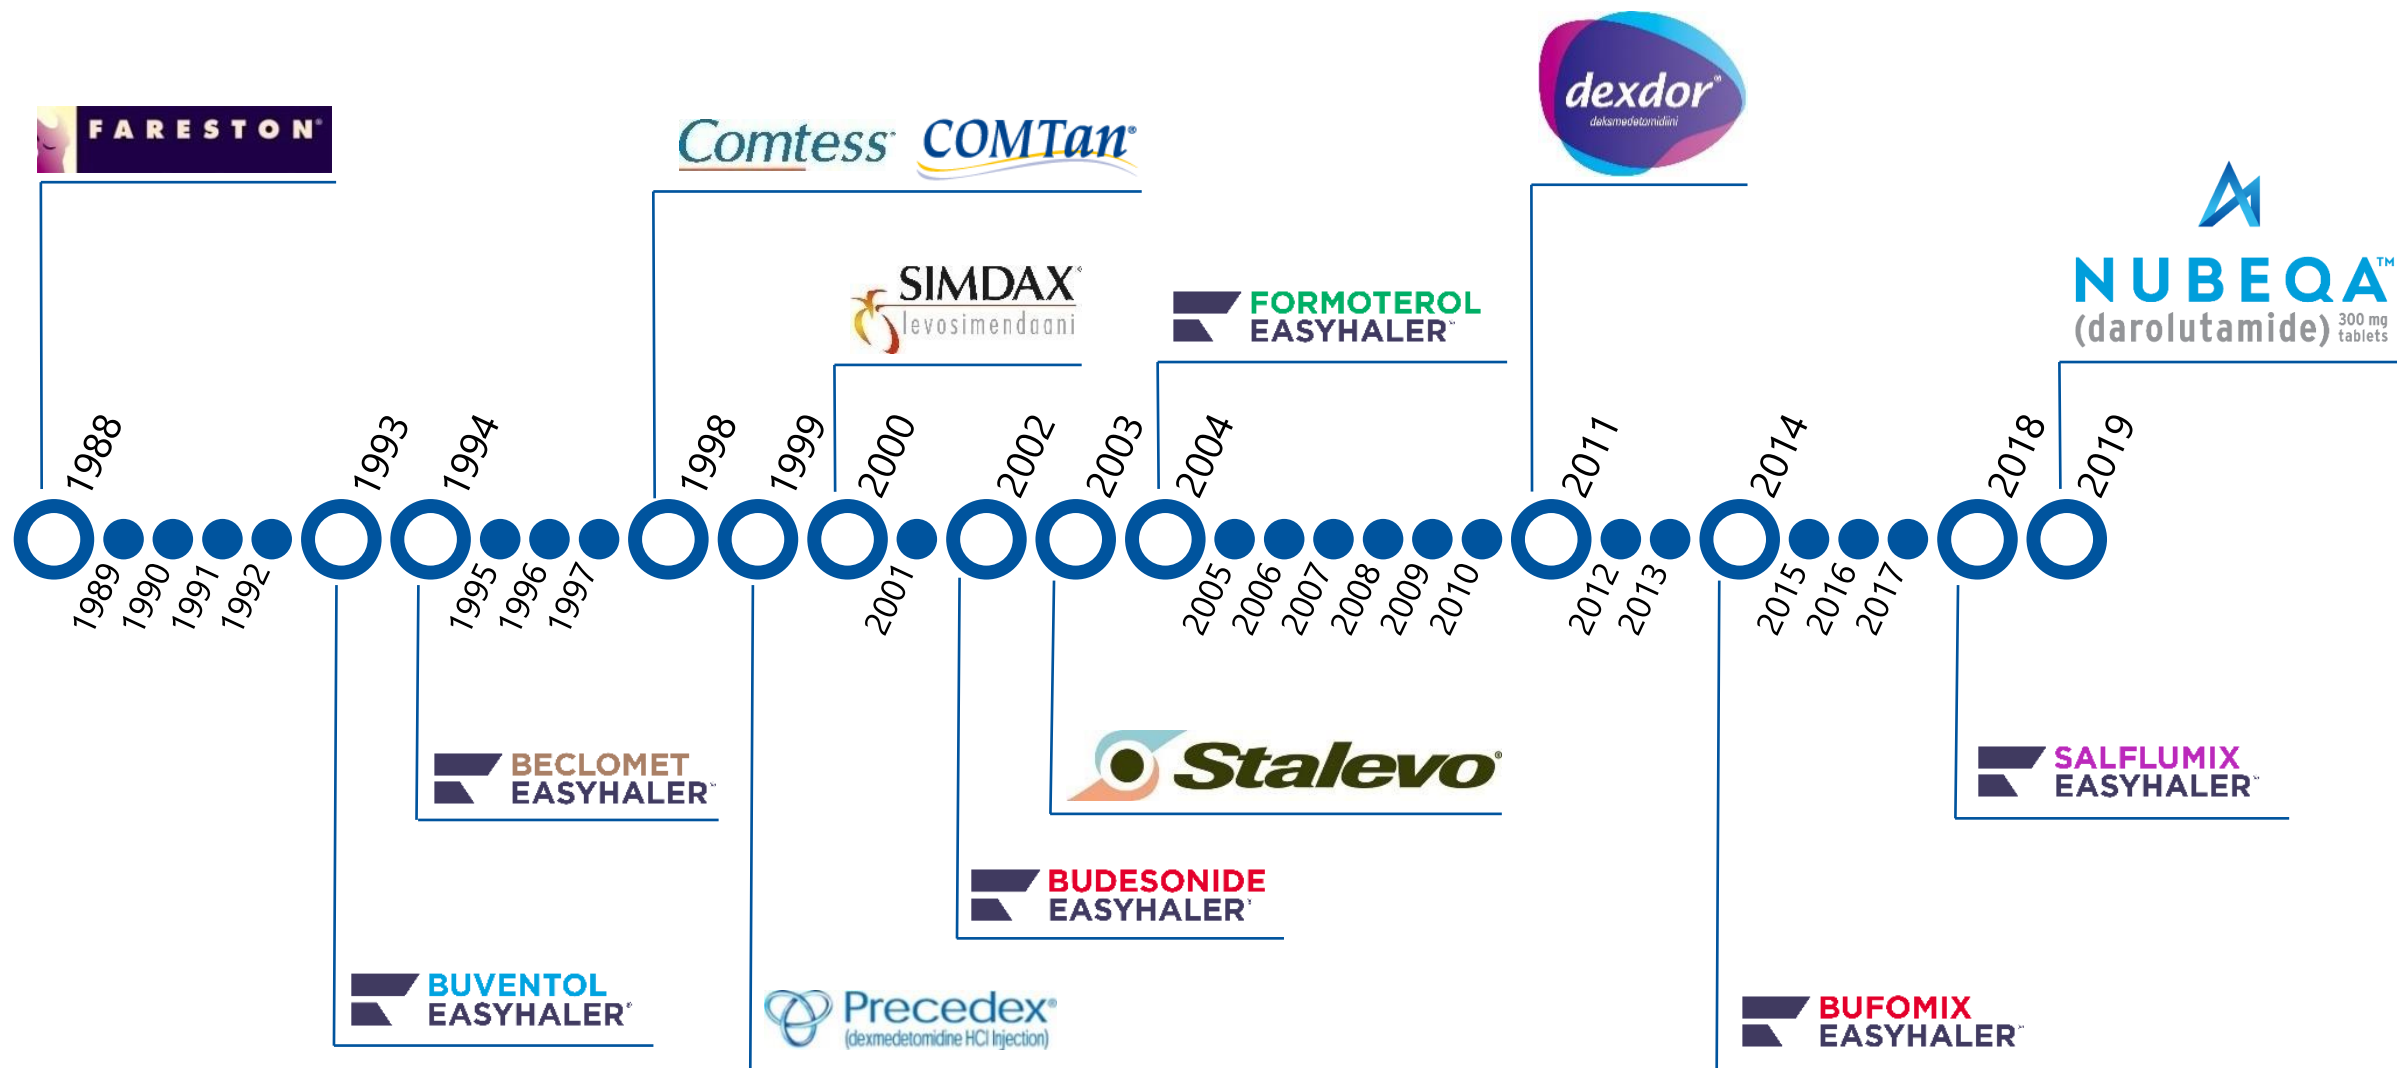 FARESTON®
Comtess® COMTan®
dexdor®
deksmedetomidiini
SIMDAX®
levosimendaani
FORMOTEROL
EASYHALER
NUBEQA™
(darolutamide) 300 mg tablets
1988
1993
1994
1998
1999
2000
2002
2003
2004
2011
2014
2018
2019
1989
1990
1991
1992
1995
1996
1997
2001
2005
2006
2007
2008
2009
2010
2012
2013
2015
2016
2017
BECLOMET
EASYHALER
Stalevo®
SALFLUMIX
EASYHALER
BUDESONIDE
EASYHALER
BUVENTOL
EASYHALER
Precedex®
(dexmedetomidine HCl Injection)
BUFOMIX
EASYHALER